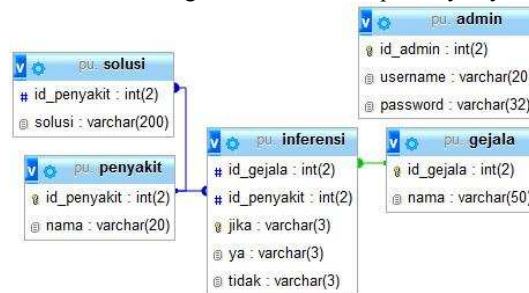 pu. admin
id_admin : int(2)
username : varchar(20
password : varchar(32)
pu. solusi
# id_penyakit : int(2)
solusi : varchar(200)
pu. penyakit
id_penyakit : int(2)
nama : varchar(20)
pu. inferensi
# id_gejala : int(2)
# id_penyakit : int(2)
jika : varchar(3)
ya : varchar(3)
tidak : varchar(3)
pu. gejala
id_gejala : int(2)
nama : varchar(50)